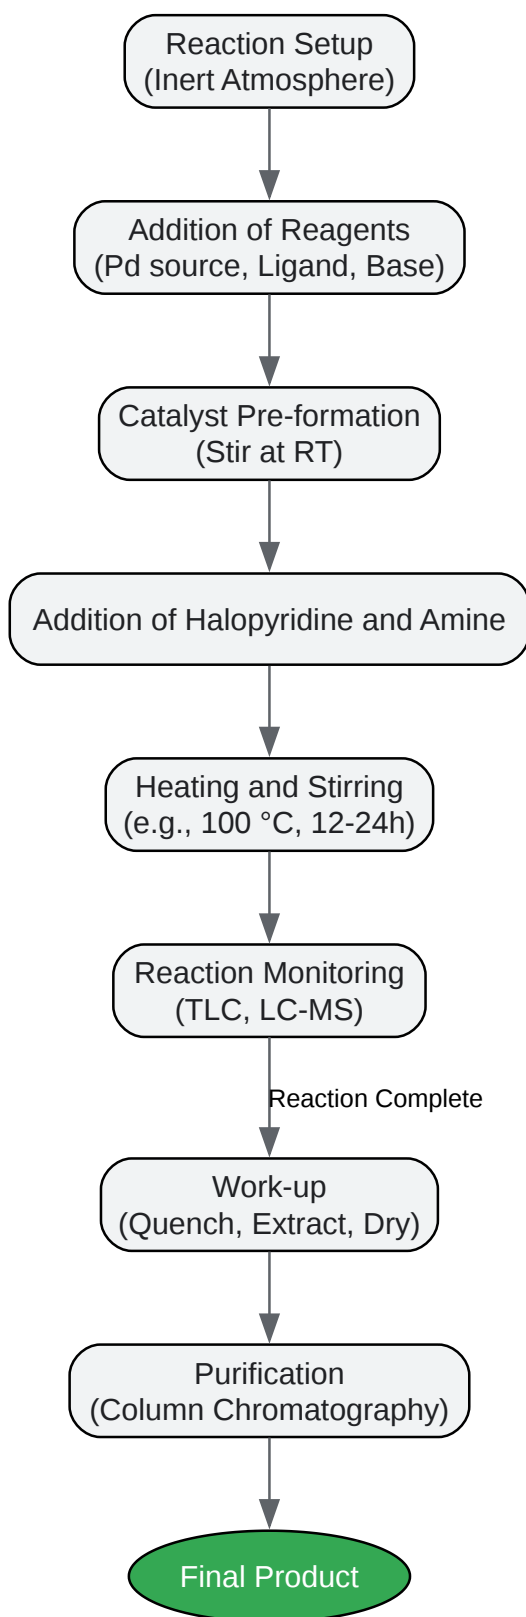 Reaction Setup
(Inert Atmosphere)
Addition of Reagents
(Pd source, Ligand, Base)
Catalyst Pre-formation
(Stir at RT)
Addition of Halopyridine and Amine
Heating and Stirring
(e.g., 100 °C, 12-24h)
Reaction Monitoring
(TLC, LC-MS)
Reaction Complete
Work-up
(Quench, Extract, Dry)
Purification
(Column Chromatography)
Final Product